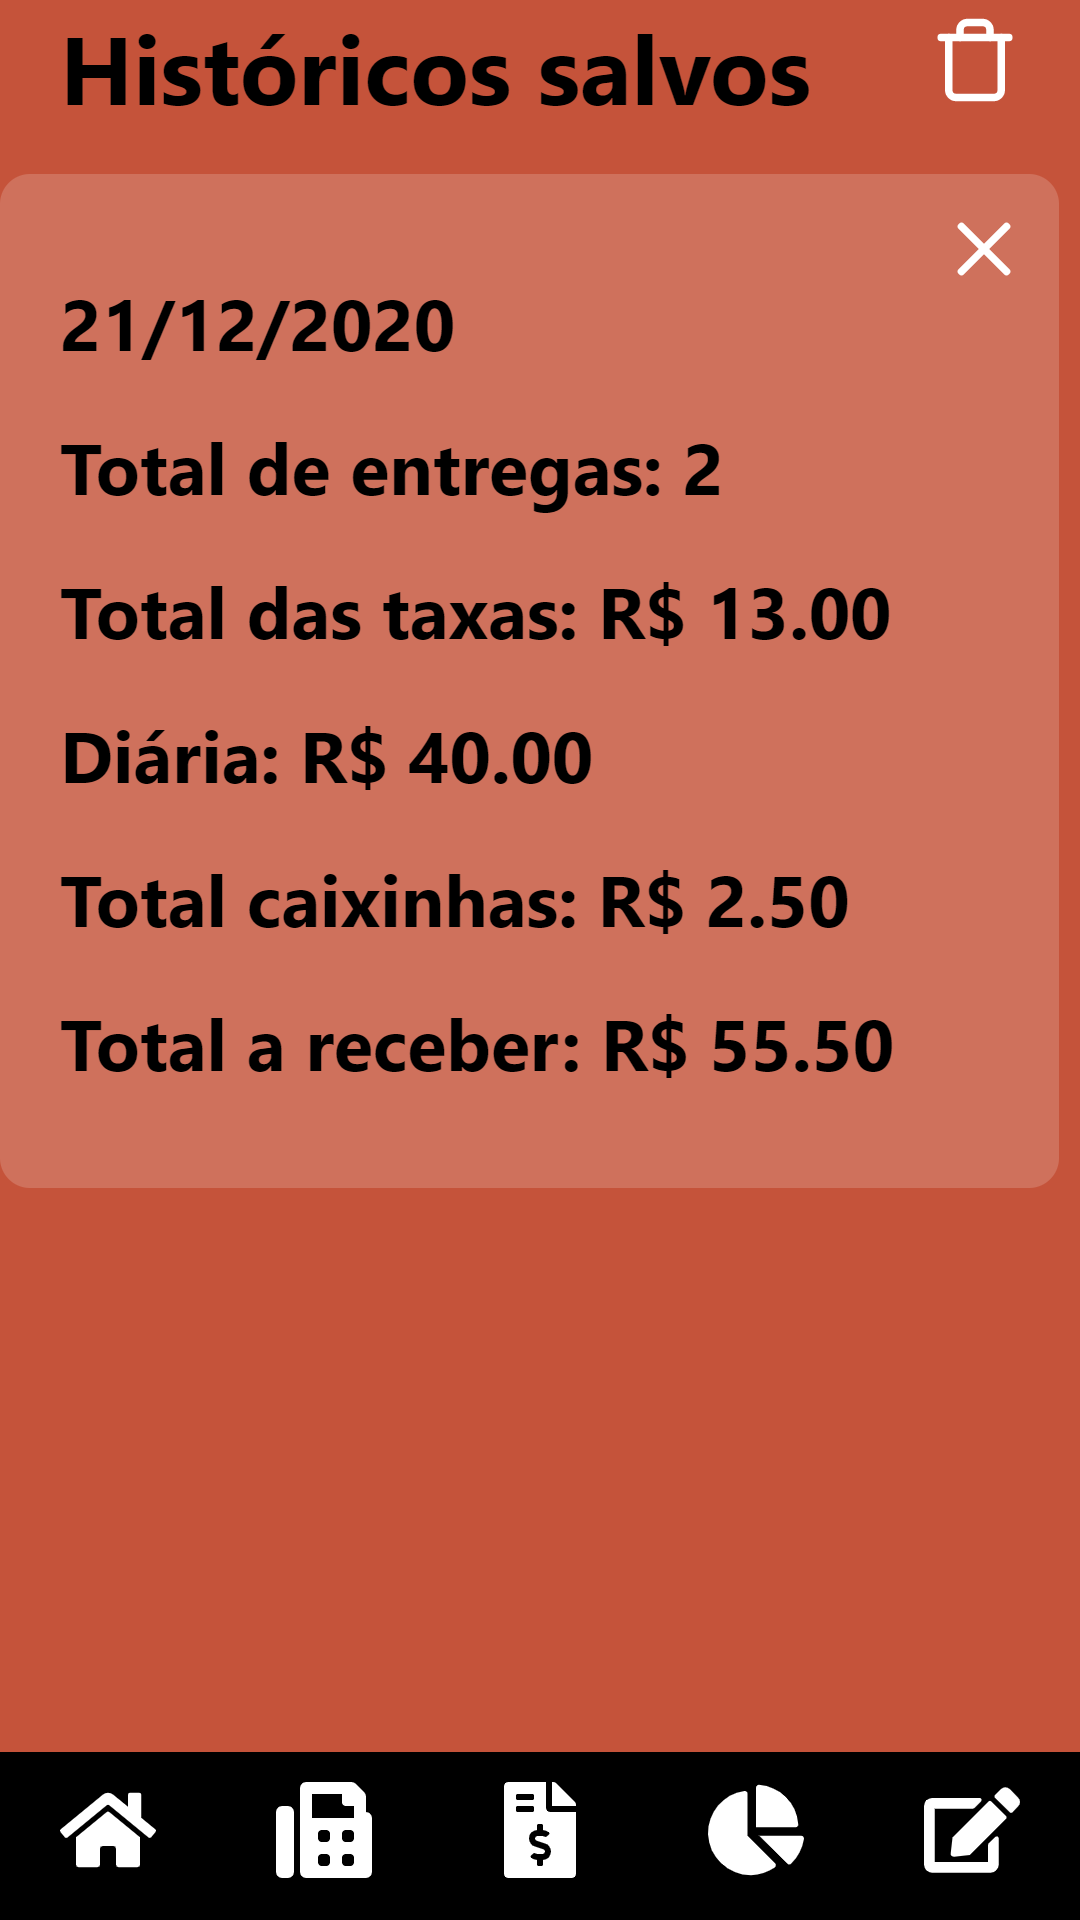 Históricos salvos
21/12/2020
Total de entregas: 2
Total das taxas: R$ 13.00
Diária: R$ 40.00
Total caixinhas: R$ 2.50
Total a receber: R$ 55.50
$